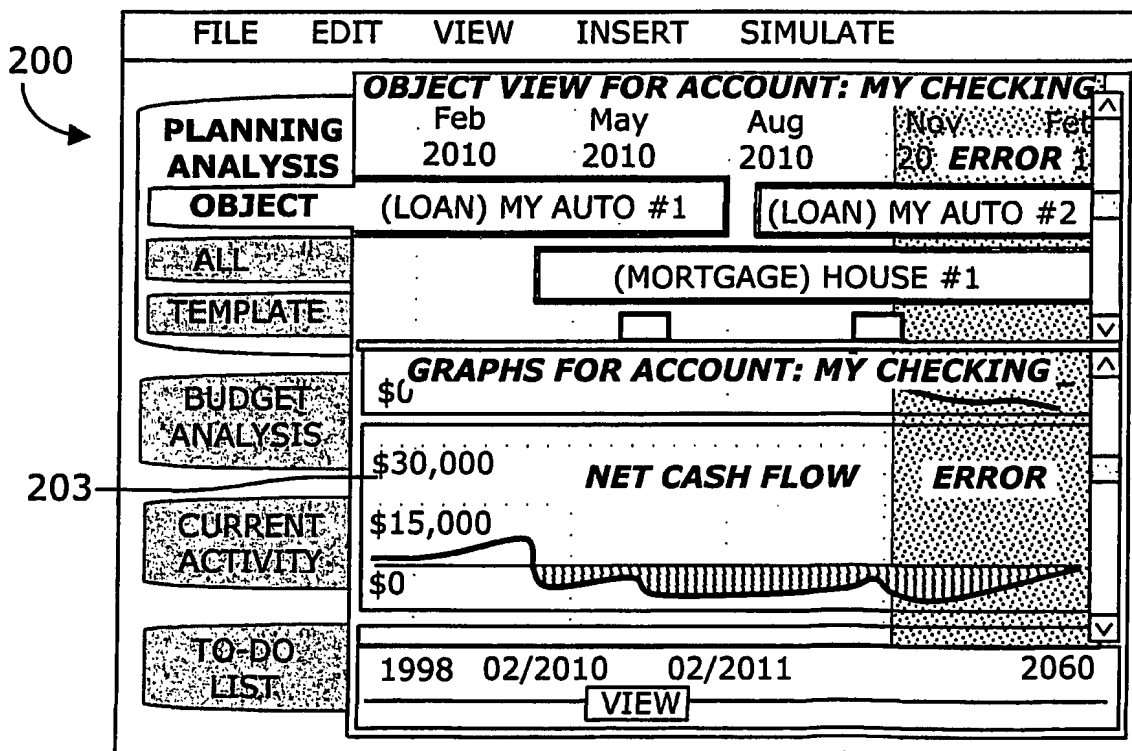 FILE EDIT VIEW INSERT SIMULATE
200
OBJECT VIEW FOR ACCOUNT: MY CHECKING
Feb May Aug Nov
2010 2010 2010 20 ERROR 1
PLANNING
ANALYSIS
OBJECT
ALL
TEMPLATE
(LOAN) MY AUTO #1
(LOAN) MY AUTO #2
(MORTGAGE) HOUSE #1
GRAPHS FOR ACCOUNT: MY CHECKING
$0
BUDGET
ANALYSIS
203
$30,000
NET CASH FLOW
ERROR
$15,000
$0
CURRENT
ACTIVITY
TO-DO
LIST
1998 02/2010 02/2011 2060
VIEW